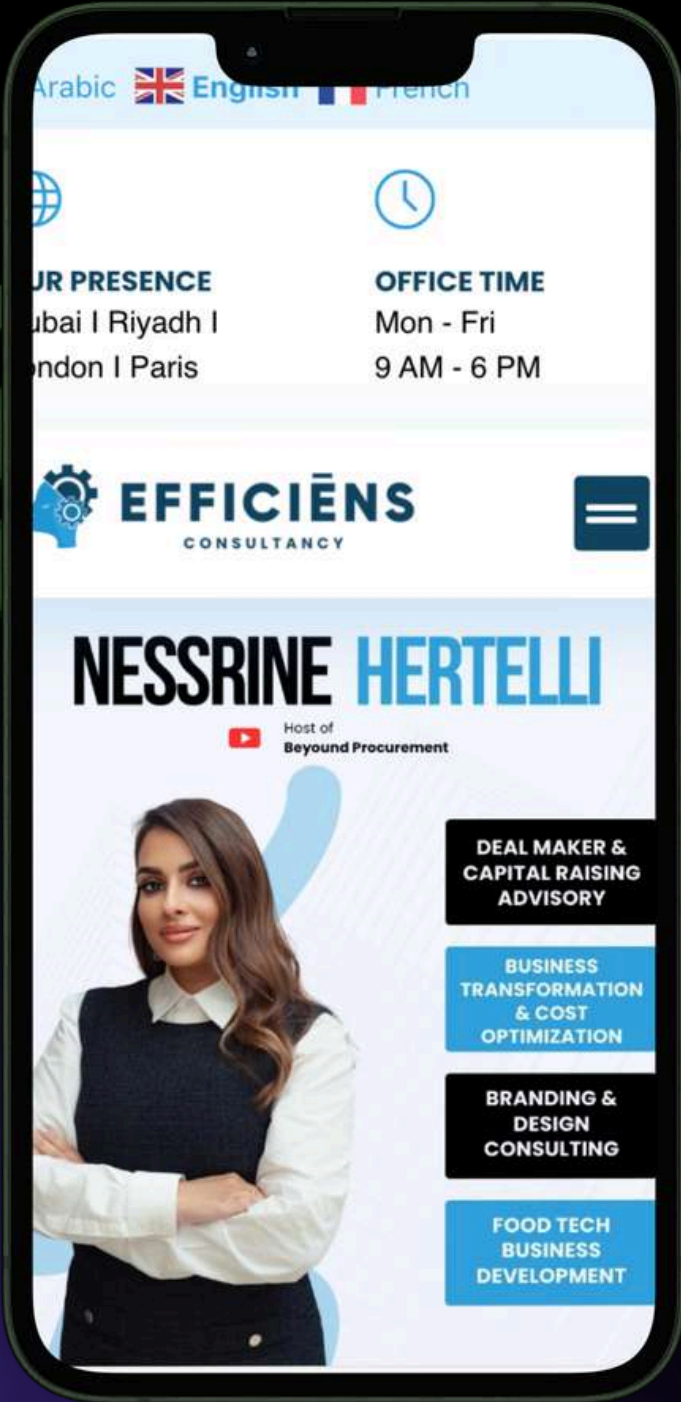 Arabic English French
UR PRESENCE
ubai I Riyadh I
ondon I Paris
OFFICE TIME
Mon - Fri
9 AM - 6 PM
EFFICIĒNS
CONSULTANCY
NESSRINE HERTELLI
Host of
Beyound Procurement
DEAL MAKER &
CAPITAL RAISING
ADVISORY
BUSINESS
TRANSFORMATION
& COST
OPTIMIZATION
BRANDING &
DESIGN
CONSULTING
FOOD TECH
BUSINESS
DEVELOPMENT